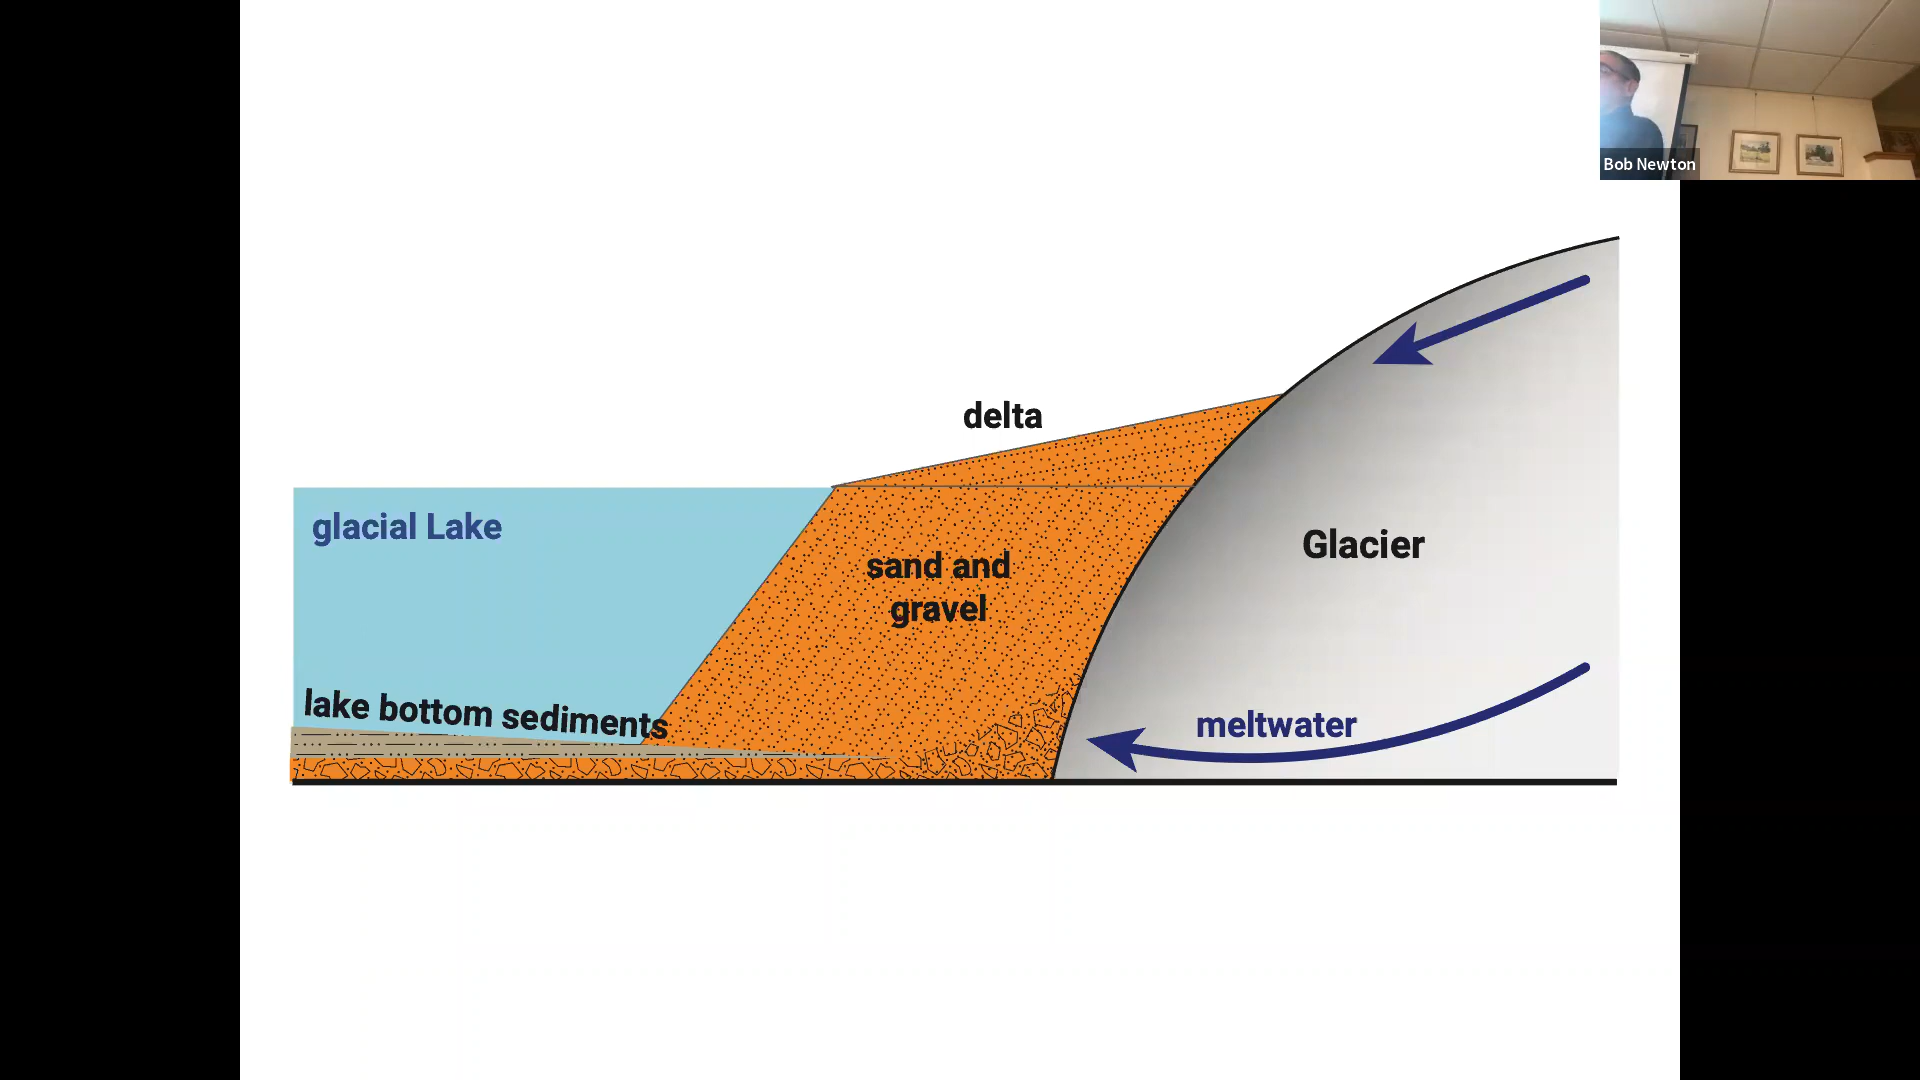 Bob Newton
delta
glacial Lake
sand and
gravel
Glacier
lake bottom sediments
meltwater